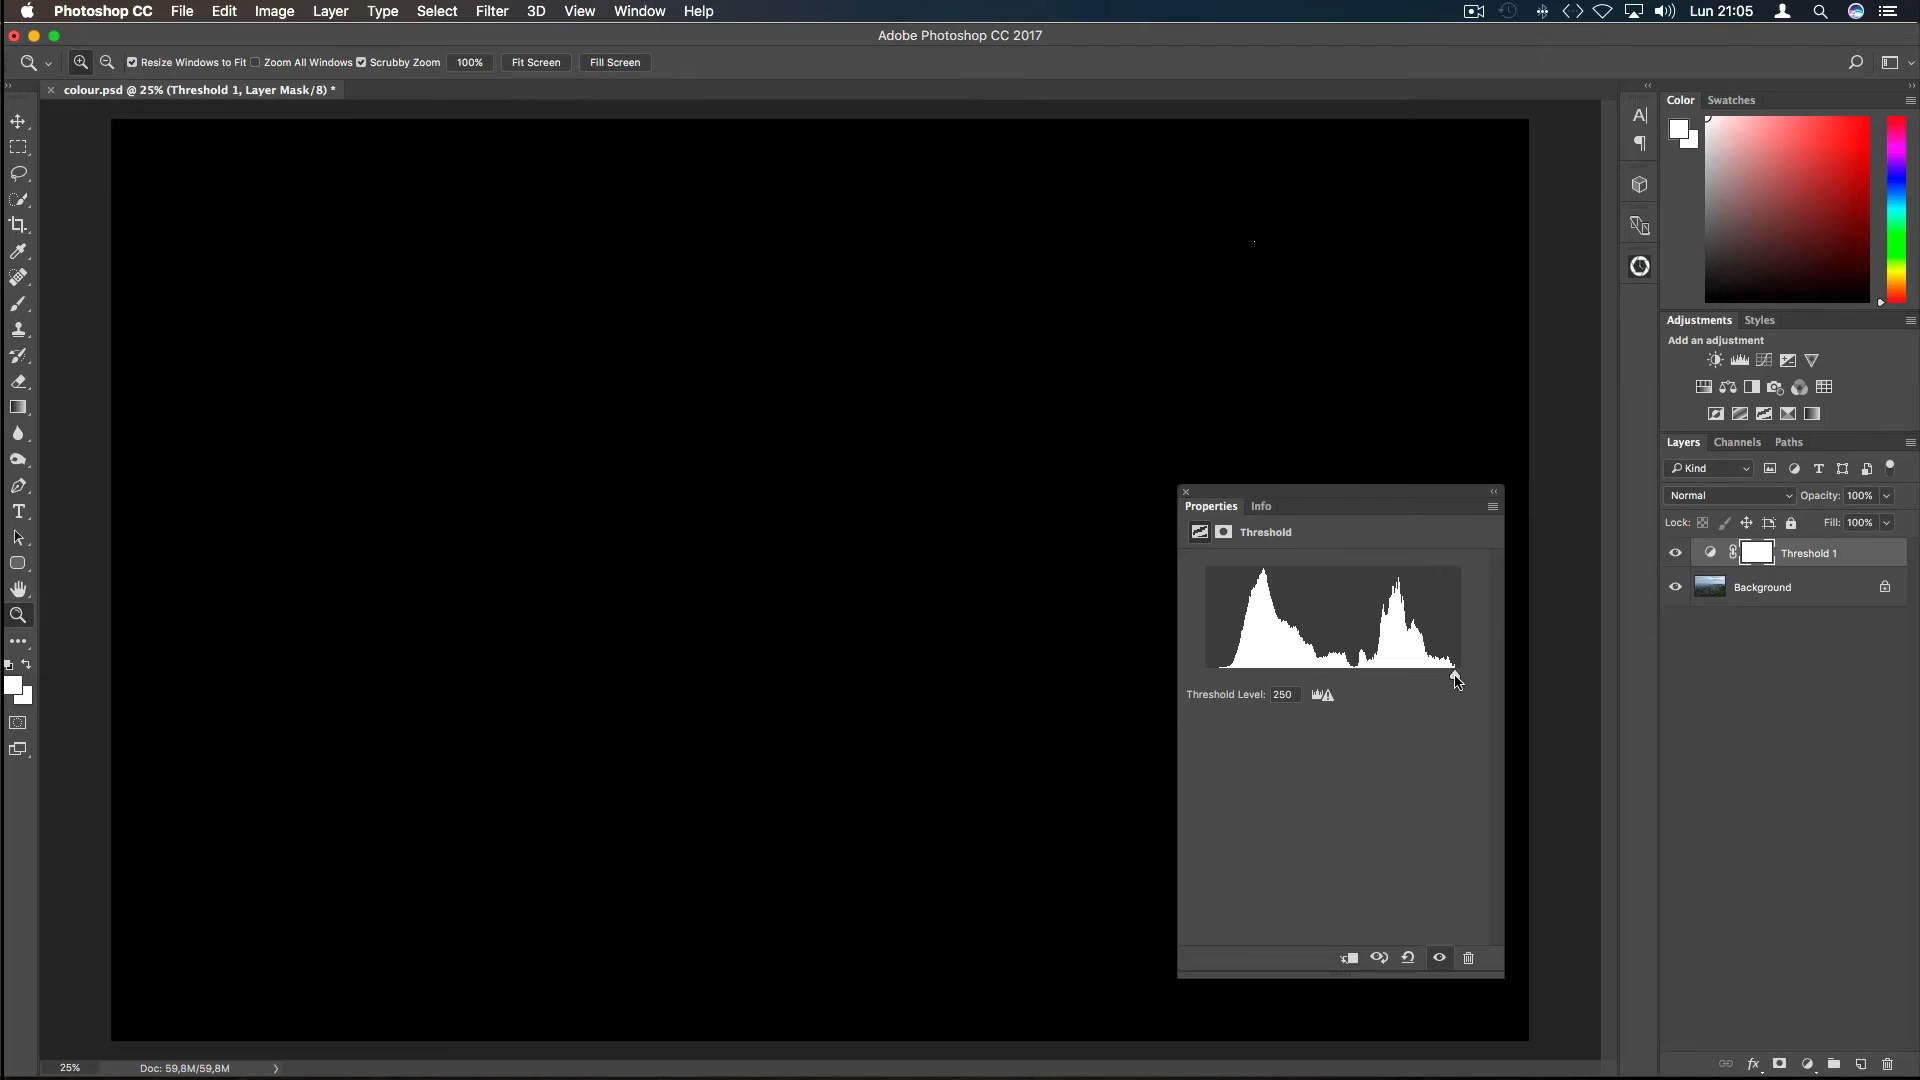 Photoshop CC File Edit Image Layer Type Select Filter 3D View Window Help Lun 21:05
Adobe Photoshop CC 2017
Resize Windows to Fit Zoom All Windows Scrubby Zoom 100% Fit Screen Fill Screen
colour.psd @ 25% (Threshold 1, Layer Mask/8) *
Color Swatches
Adjustments Styles
Add an adjustment
Layers Channels Paths
Kind
Normal Opacity: 100%
Lock: Fill: 100%
Threshold 1
Background
Properties Info
Threshold
Threshold Level: 250
25% Doc: 59,8M/59,8M